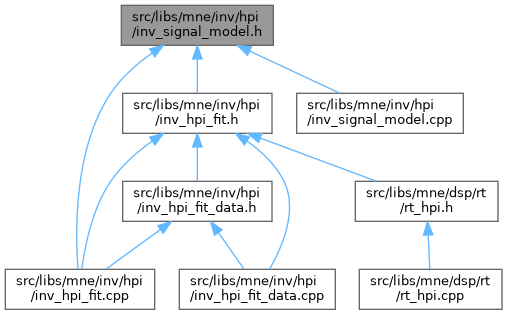 src/libs/mne/inv/hpi
/inv_signal_model.h
src/libs/mne/inv/hpi
/inv_hpi_fit.h
src/libs/mne/inv/hpi
/inv_signal_model.cpp
src/libs/mne/inv/hpi
/inv_hpi_fit_data.h
src/libs/mne/dsp/rt
/rt_hpi.h
src/libs/mne/inv/hpi
/inv_hpi_fit.cpp
src/libs/mne/inv/hpi
/inv_hpi_fit_data.cpp
src/libs/mne/dsp/rt
/rt_hpi.cpp